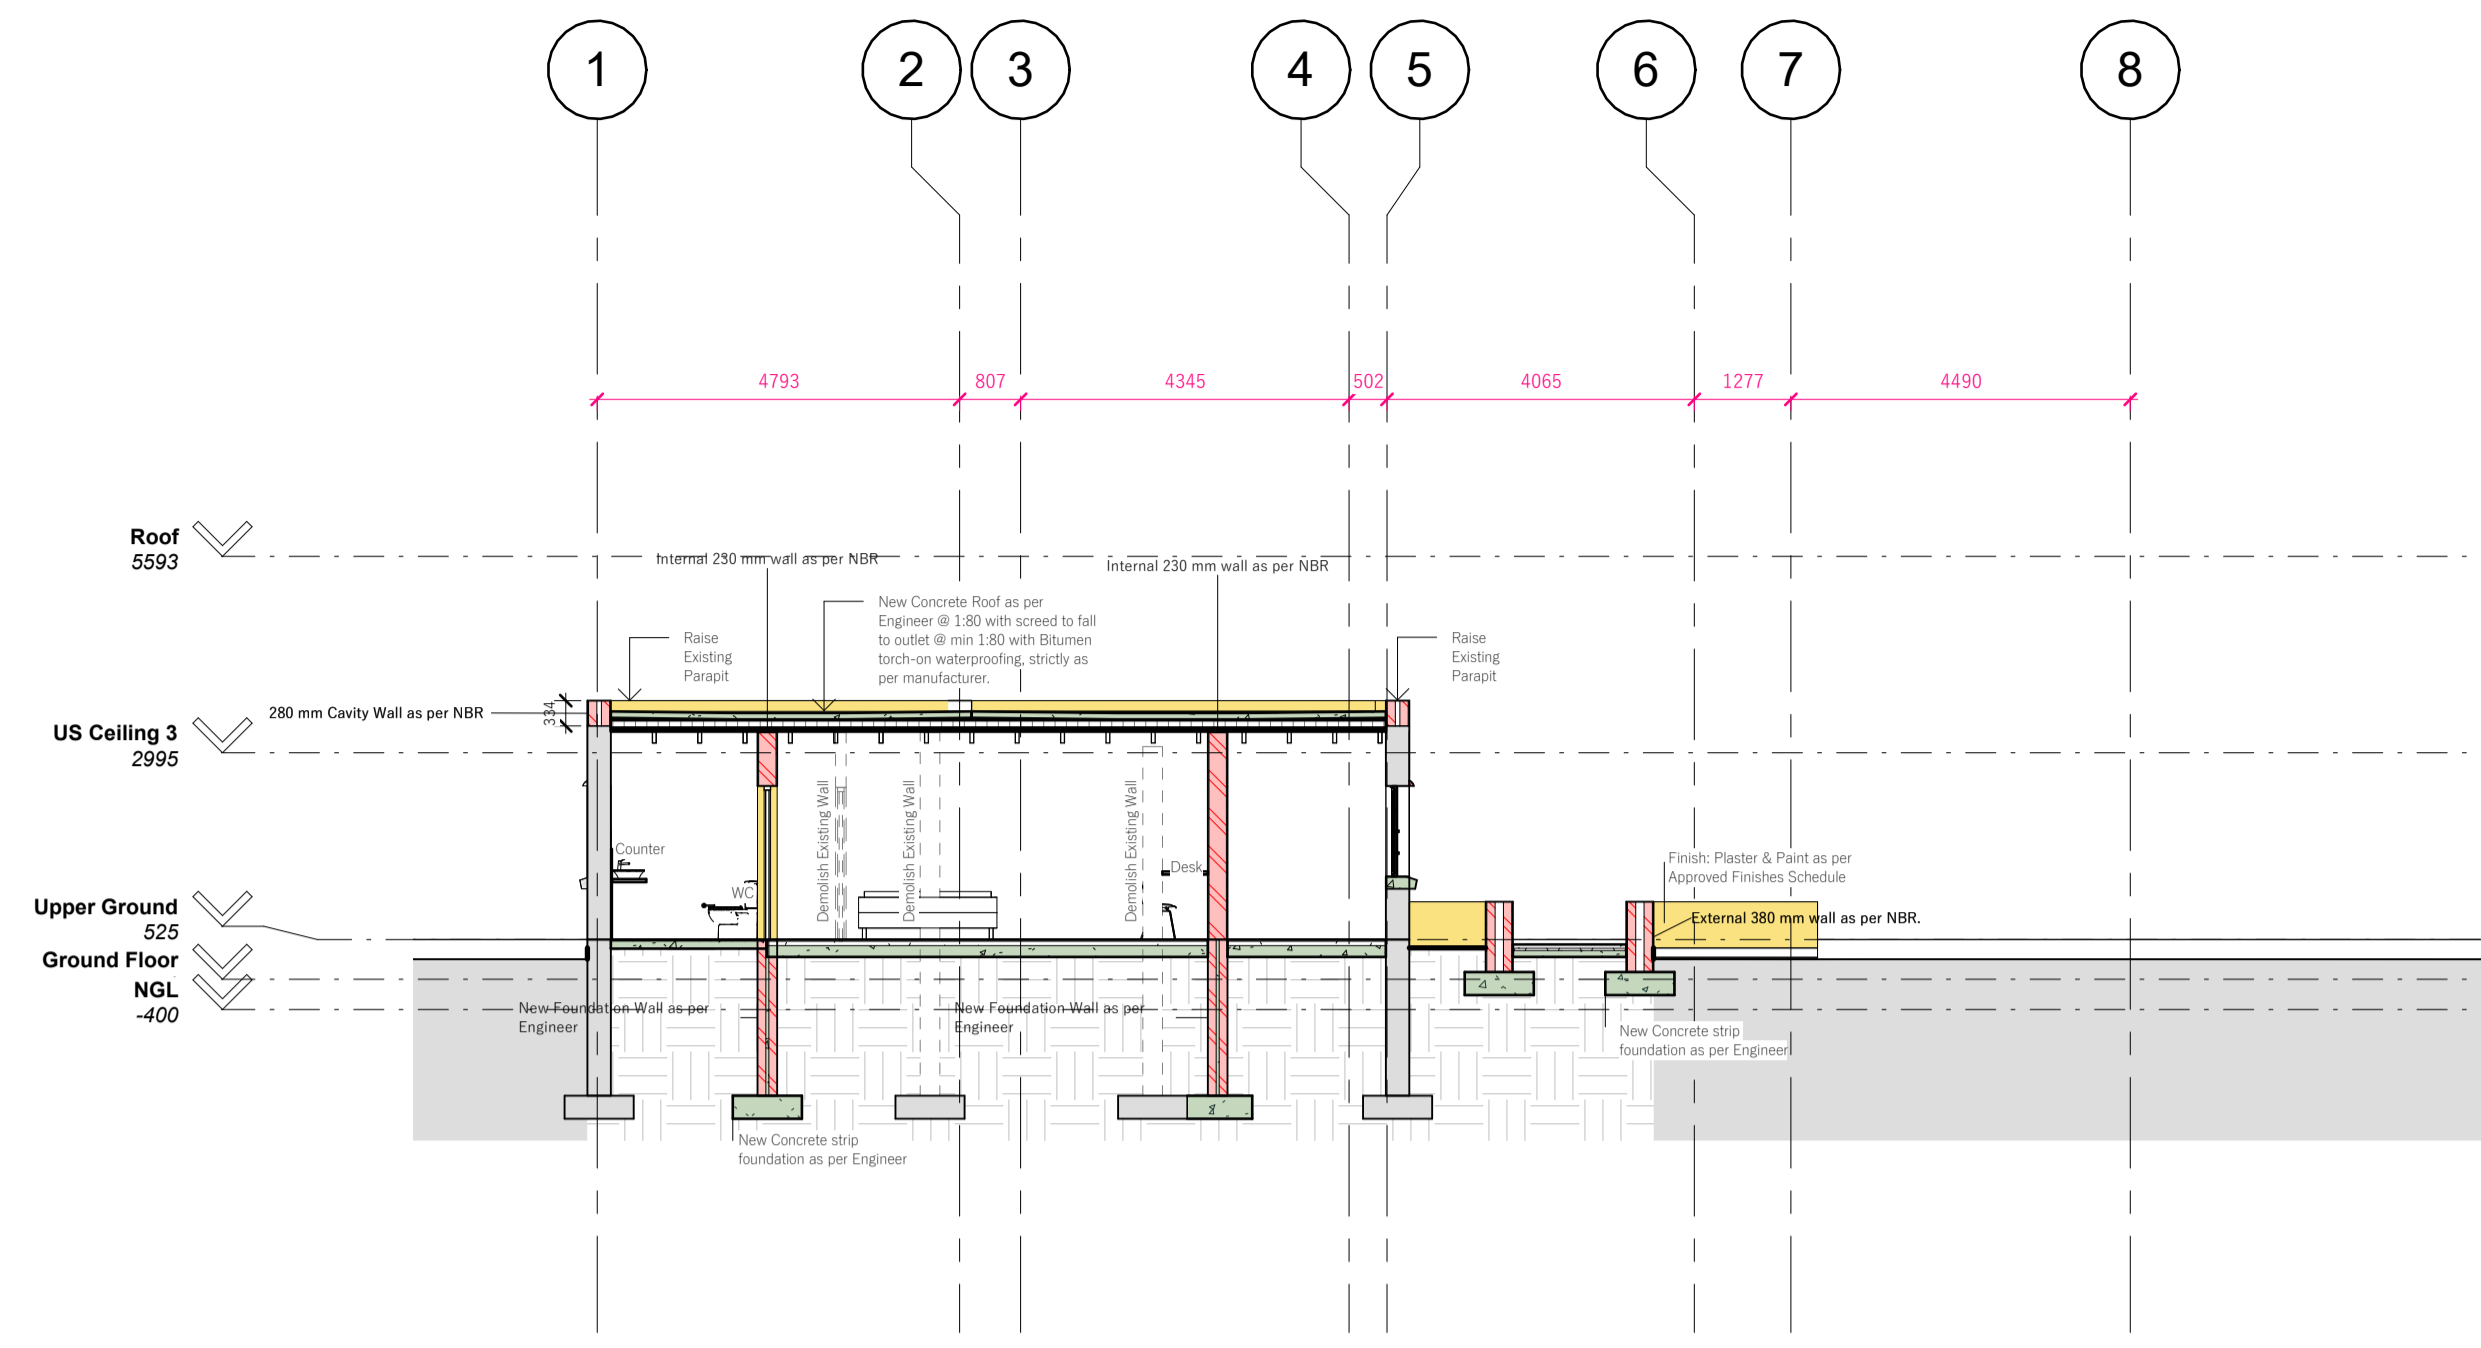 1 2 3 4 5 6 7 8
4793 807 4345 502 4065 1277 4490
Roof
5593
Internal 230 mm wall as per NBR
Internal 230 mm wall as per NBR
New Concrete Roof as per
Engineer @ 1:80 with screed to fall
to outlet @ min 1:80 with Bitumen
torch-on waterproofing, strictly as
per manufacturer.
Raise
Existing
Parapit
Raise
Existing
Parapit
280 mm Cavity Wall as per NBR
334
US Ceiling 3
2995
Demolish Existing Wall
Demolish Existing Wall
Demolish Existing Wall
Counter
WC
Desk
Finish: Plaster & Paint as per
Approved Finishes Schedule
External 380 mm wall as per NBR.
Upper Ground
525
Ground Floor
NGL
-400
New Foundation Wall as per
Engineer
New Foundation Wall as per
Engineer
New Concrete strip
foundation as per Engineer
New Concrete strip
foundation as per Engineer